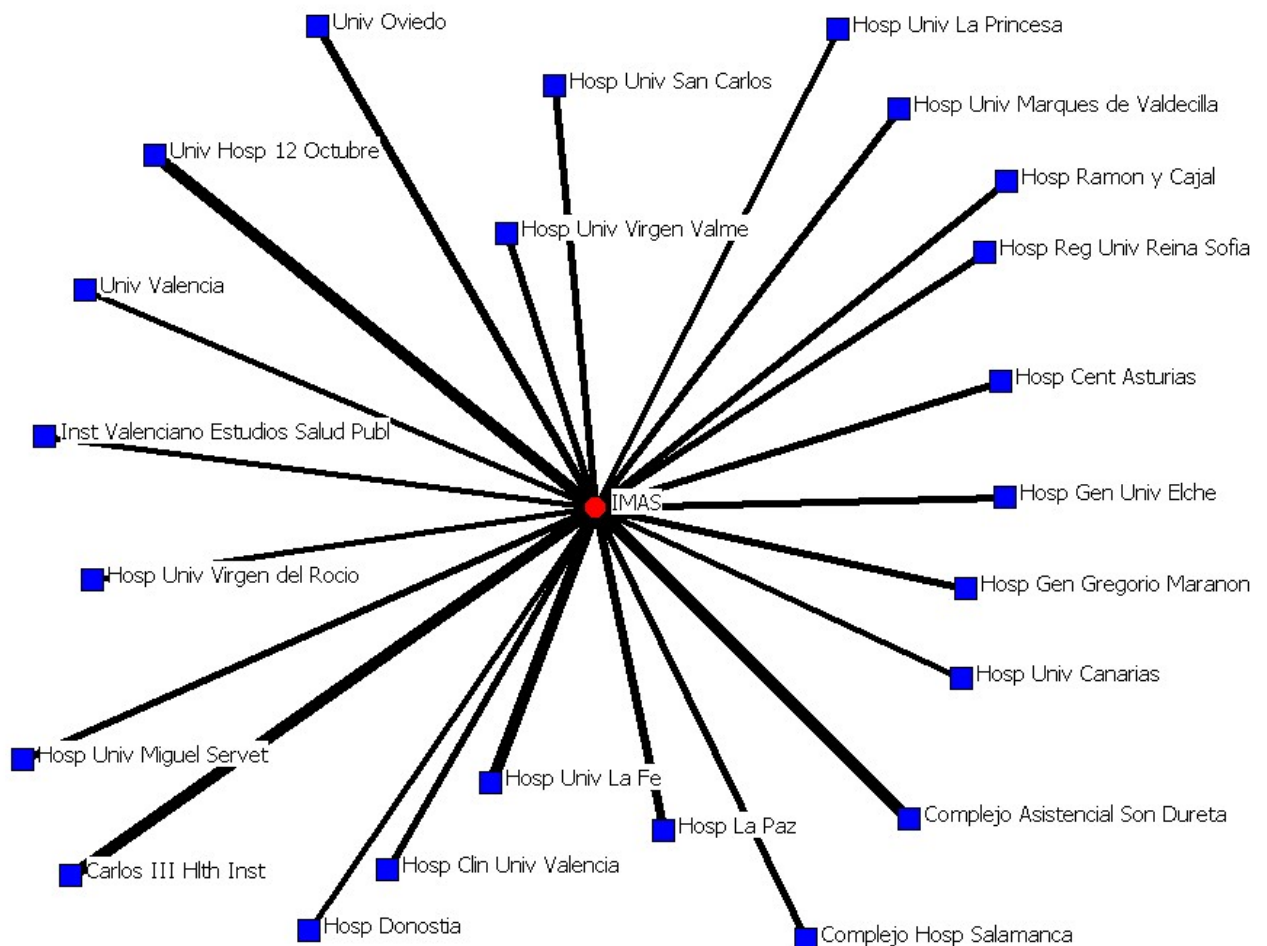 Univ Oviedo
Hosp Univ La Princesa
Hosp Univ San Carlos
Hosp Univ Marques de Valdecilla
Univ Hosp 12 Octubre
Hosp Ramon y Cajal
Hosp Univ Virgen Valme
Hosp Reg Univ Reina Sofia
Univ Valencia
Hosp Cent Asturias
Inst Valenciano Estudios Salud Publ
IMAS
Hosp Gen Univ Elche
Hosp Univ Virgen del Rocio
Hosp Gen Gregorio Maranon
Hosp Univ Canarias
Hosp Univ Miguel Servet
Hosp Univ La Fe
Complejo Asistencial Son Dureta
Hosp La Paz
Carlos III Hlth Inst
Hosp Clin Univ Valencia
Hosp Donostia
Complejo Hosp Salamanca